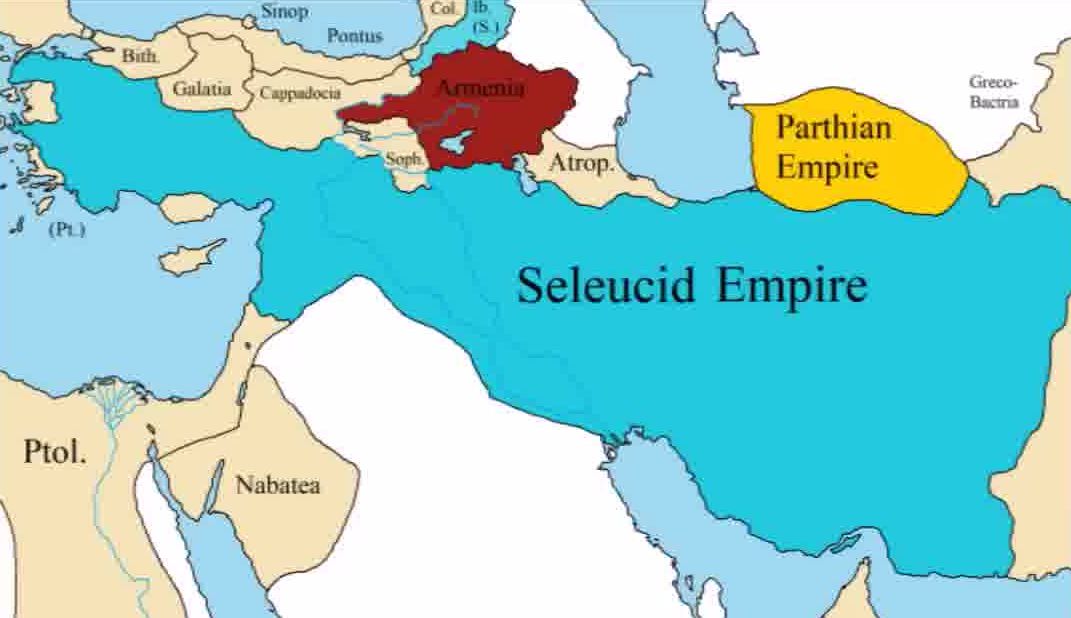 Sinop
Col.
Ib.
(S.)
Pontus
Bith.
Galatia
Cappadocia
Armenia
Greco-
Bactria
Parthian
Empire
Soph.
Atrop.
(Pt.)
Seleucid Empire
Ptol.
Nabatea